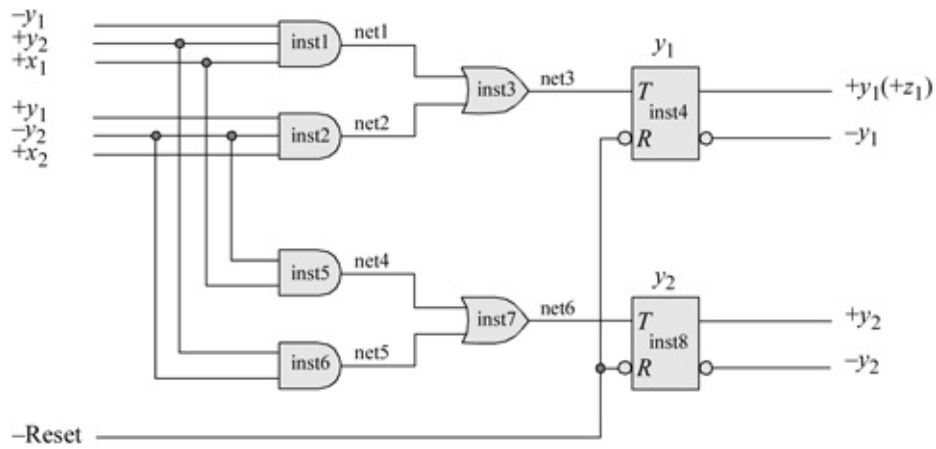 –y1
+y2
+x1
inst1
net1
+y1
–y2
+x2
inst2
net2
inst3
net3
y1
T
inst4
R
+y1(+z1)
–y1
inst5
net4
inst6
net5
inst7
net6
y2
T
inst8
R
+y2
–y2
–Reset